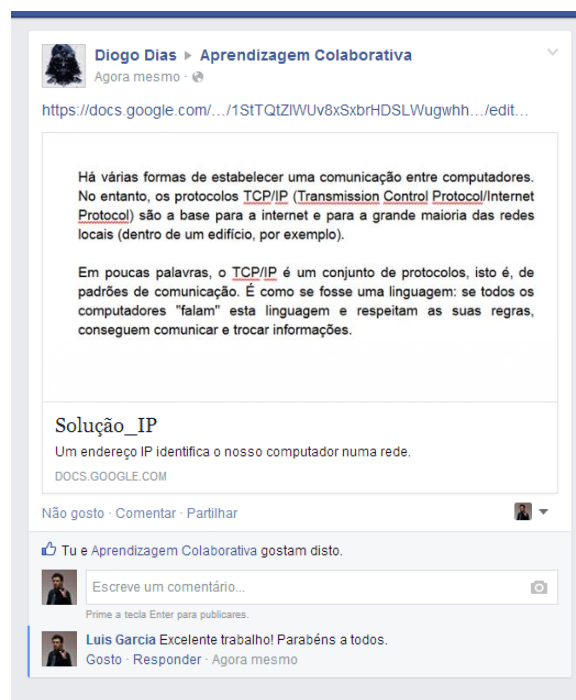 Diogo Dias ▸ Aprendizagem Colaborativa
Agora mesmo ·
https://docs.google.com/.../1StTQtZlWUv8xSxbrHDSLWugwhh.../edit...
Há várias formas de estabelecer uma comunicação entre computadores.
No entanto, os protocolos TCP/IP (Transmission Control Protocol/Internet
Protocol) são a base para a internet e para a grande maioria das redes
locais (dentro de um edifício, por exemplo).
Em poucas palavras, o TCP/IP é um conjunto de protocolos, isto é, de
padrões de comunicação. É como se fosse uma linguagem: se todos os
computadores "falam" esta linguagem e respeitam as suas regras,
conseguem comunicar e trocar informações.
Solução_IP
Um endereço IP identifica o nosso computador numa rede.
DOCS.GOOGLE.COM
Não gosto · Comentar · Partilhar
Tu e Aprendizagem Colaborativa gostam disto.
Escreve um comentário...
Prime a tecla Enter para publicares.
Luis Garcia Excelente trabalho! Parabéns a todos.
Gosto · Responder · Agora mesmo